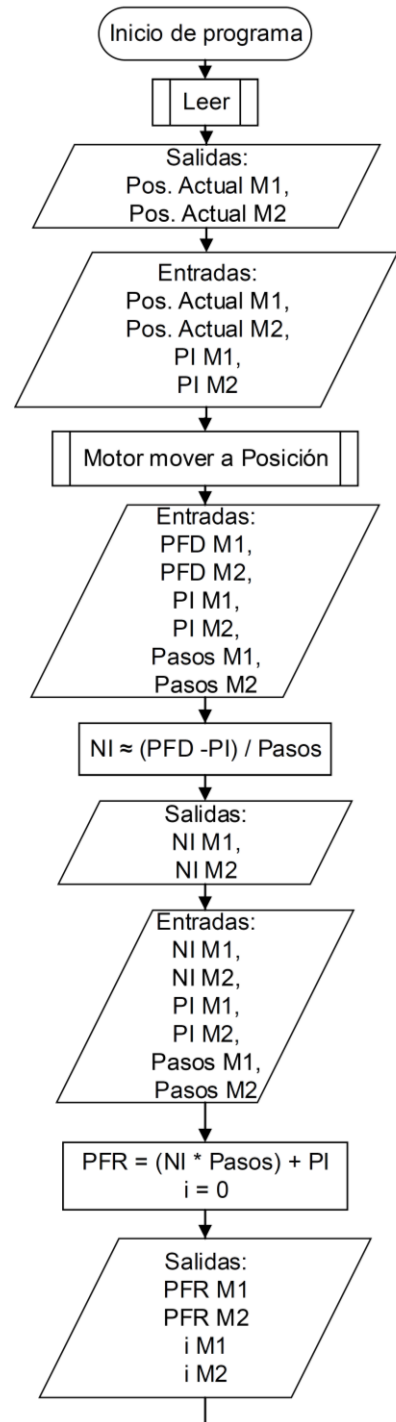 Inicio de programa
Leer
Salidas:
Pos. Actual M1,
Pos. Actual M2
Entradas:
Pos. Actual M1,
Pos. Actual M2,
PI M1,
PI M2
Motor mover a Posición
Entradas:
PFD M1,
PFD M2,
PI M1,
PI M2,
Pasos M1,
Pasos M2
NI ≈ (PFD -PI) / Pasos
Salidas:
NI M1,
NI M2
Entradas:
NI M1,
NI M2,
PI M1,
PI M2,
Pasos M1,
Pasos M2
PFR = (NI * Pasos) + PI
i = 0
Salidas:
PFR M1
PFR M2
i M1
i M2